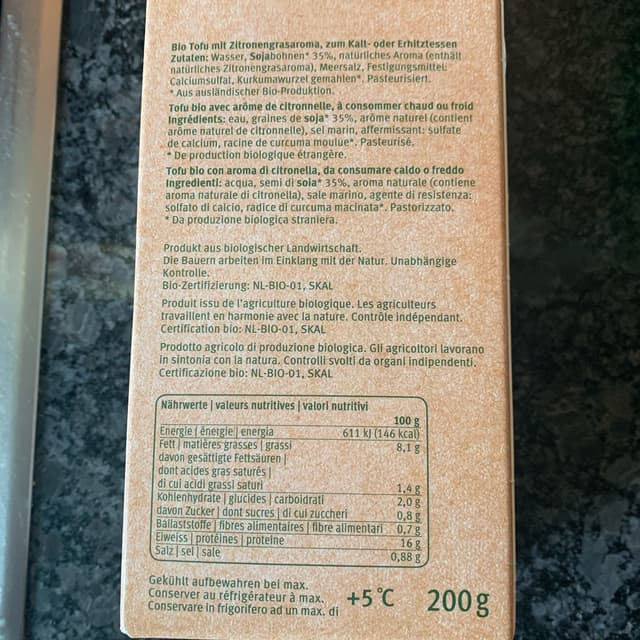 Bio Tofu mit Zitronengrasaroma, zum Kalt- oder Erhitztessen
Zutaten: Wasser, Sojabohnen* 35%, natürliches Aroma (enthält
natürliches Zitronengrasaroma), Meersalz, Festigungsmittel:
Calciumsulfat, Kurkumawurzel gemahlen*. Pasteurisiert.
* Aus ausländischer Bio-Produktion.
Tofu bio avec arôme de citronnelle, à consommer chaud ou froid
Ingrédients: eau, graines de soja* 35%, arôme naturel (contient
arôme naturel de citronnelle), sel marin, affermissant: sulfate
de calcium, racine de curcuma moulue*. Pasteurisé.
* De production biologique étrangère.
Tofu bio con aroma di citronella, da consumare caldo o freddo
Ingredienti: acqua, semi di soia* 35%, aroma naturale (contiene
aroma naturale di citronella), sale marino, agente di resistenza:
solfato di calcio, radice di curcuma macinata*. Pastorizzato.
* Da produzione biologica straniera.
Produkt aus biologischer Landwirtschaft.
Die Bauern arbeiten im Einklang mit der Natur. Unabhängige
Kontrolle.
Bio-Zertifizierung: NL-BIO-01, SKAL
Produit issu de l'agriculture biologique. Les agriculteurs
travaillent en harmonie avec la nature. Contrôle indépendant.
Certification bio: NL-BIO-01, SKAL
Prodotto agricolo di produzione biologica. Gli agricoltori lavorano
in sintonia con la natura. Controlli svolti da organi indipendenti.
Certificazione bio: NL-BIO-01, SKAL
Nährwerte | valeurs nutritives | valori nutritivi
100 g
Energie | énergie | energia 611 kJ (146 kcal)
Fett | matières grasses | grassi 8,1 g
davon gesättigte Fettsäuren |
dont acides gras saturés |
di cui acidi grassi saturi 1,4 g
Kohlenhydrate | glucides | carboidrati 2,0 g
davon Zucker | dont sucres | di cui zuccheri 0,8 g
Ballaststoffe | fibres alimentaires | fibre alimentari 0,7 g
Eiweiss | protéines | proteine 16 g
Salz | sel | sale 0,88 g
Gekühlt aufbewahren bei max.
Conserver au réfrigérateur à max.
Conservare in frigorifero ad un max. di
+5 °C 200 g